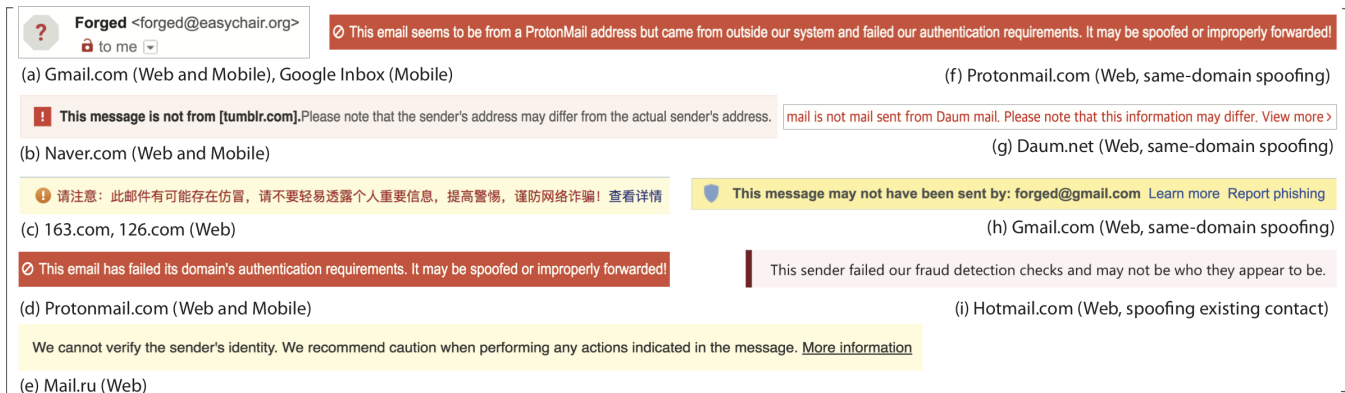 Forged <forged@easychair.org>
to me
(a) Gmail.com (Web and Mobile), Google Inbox (Mobile)
This message is not from [tumblr.com].Please note that the sender's address may differ from the actual sender's address.
(b) Naver.com (Web and Mobile)
请注意：此邮件有可能存在仿冒，请不要轻易透露个人重要信息，提高警惕，谨防网络诈骗！查看详情
(c) 163.com, 126.com (Web)
This email has failed its domain's authentication requirements. It may be spoofed or improperly forwarded!
(d) Protonmail.com (Web and Mobile)
We cannot verify the sender's identity. We recommend caution when performing any actions indicated in the message. More information
(e) Mail.ru (Web)
This email seems to be from a ProtonMail address but came from outside our system and failed our authentication requirements. It may be spoofed or improperly forwarded!
(f) Protonmail.com (Web, same-domain spoofing)
mail is not mail sent from Daum mail. Please note that this information may differ. View more >
(g) Daum.net (Web, same-domain spoofing)
This message may not have been sent by: forged@gmail.com Learn more Report phishing
(h) Gmail.com (Web, same-domain spoofing)
This sender failed our fraud detection checks and may not be who they appear to be.
(i) Hotmail.com (Web, spoofing existing contact)